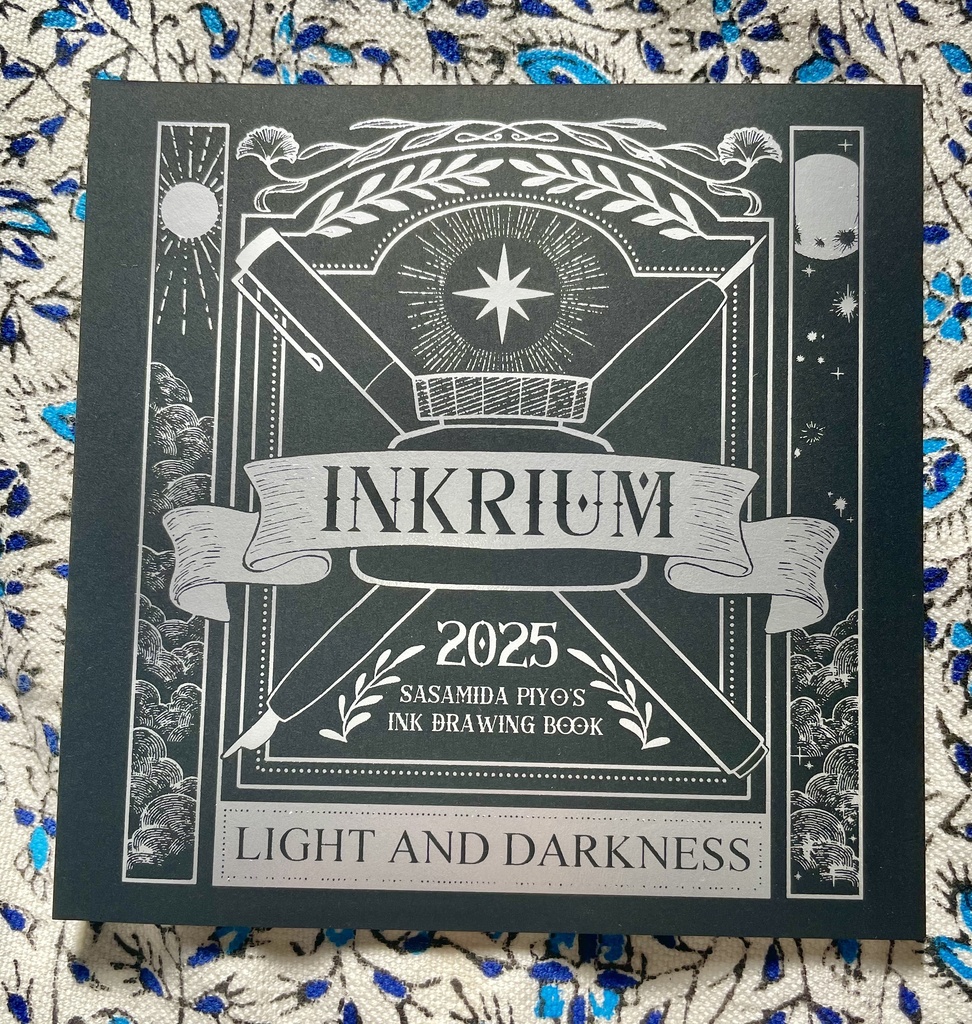 INKRIUM
2025
SASAMIDA PIYO'S
INK DRAWING BOOK
LIGHT AND DARKNESS